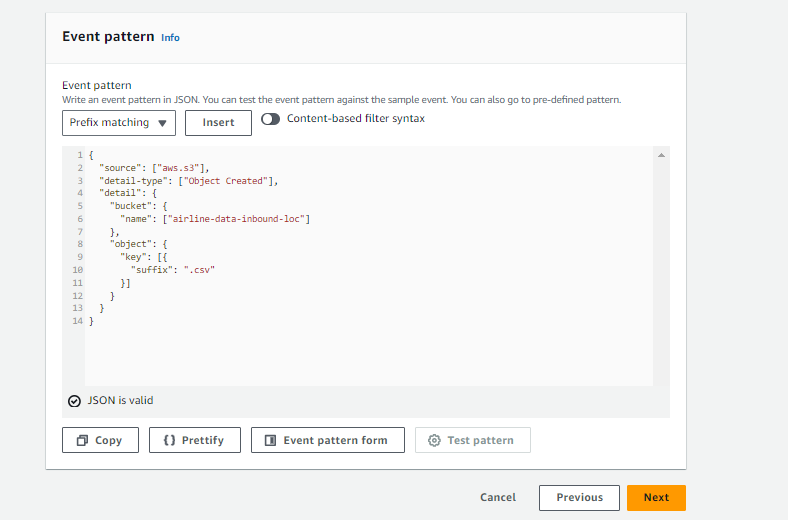 Event pattern Info
Event pattern
Write an event pattern in JSON. You can test the event pattern against the sample event. You can also go to pre-defined pattern.
Prefix matching Insert Content-based filter syntax
1 {
2 "source": ["aws.s3"],
3 "detail-type": ["Object Created"],
4 "detail": {
5 "bucket": {
6 "name": ["airline-data-inbound-loc"]
7 },
8 "object": {
9 "key": [{
10 "suffix": ".csv"
11 }]
12 }
13 }
14 }
JSON is valid
Copy {} Prettify Event pattern form Test pattern
Cancel Previous Next